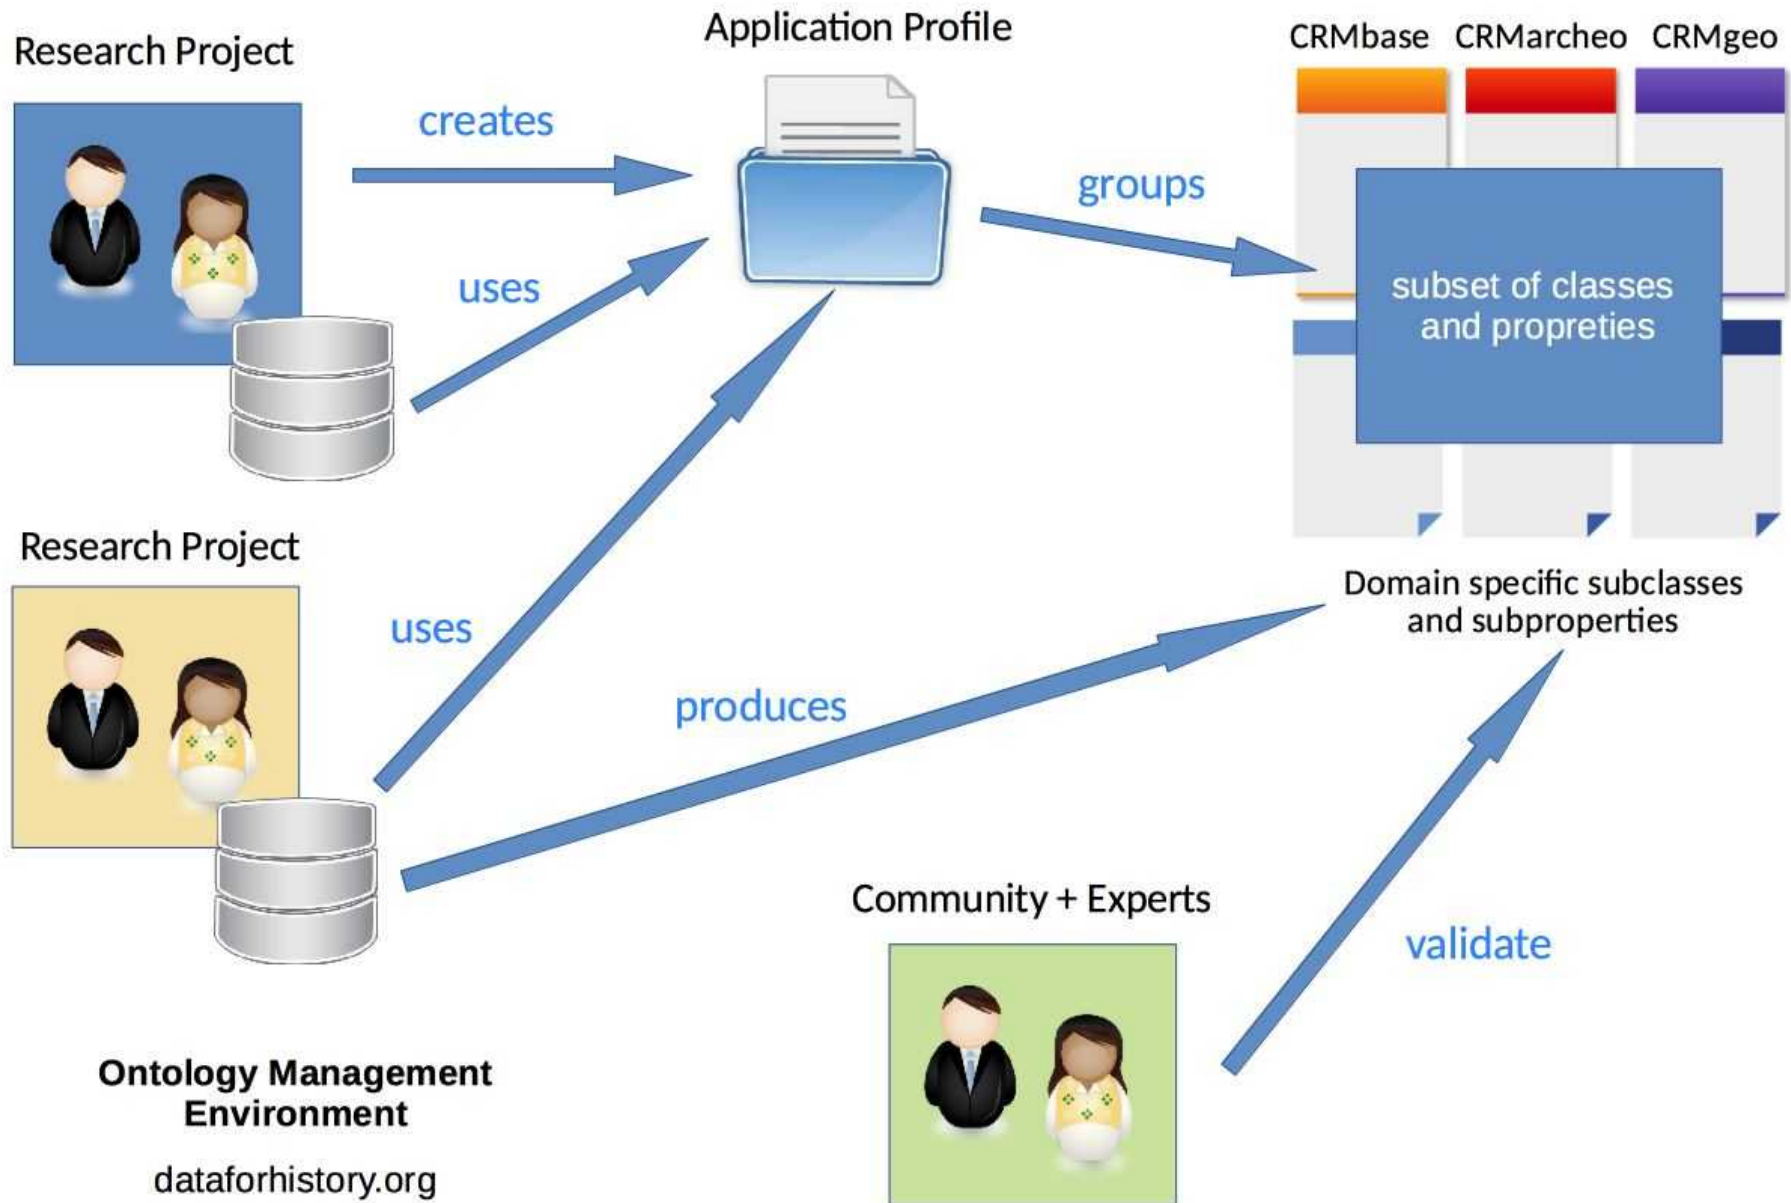 Research Project
Application Profile
CRMbase CRMarcheo CRMgeo
creates
groups
uses
subset of classes
and propreties
Research Project
Domain specific subclasses
and subproperties
uses
produces
Community + Experts
validate
Ontology Management
Environment
dataforhistory.org